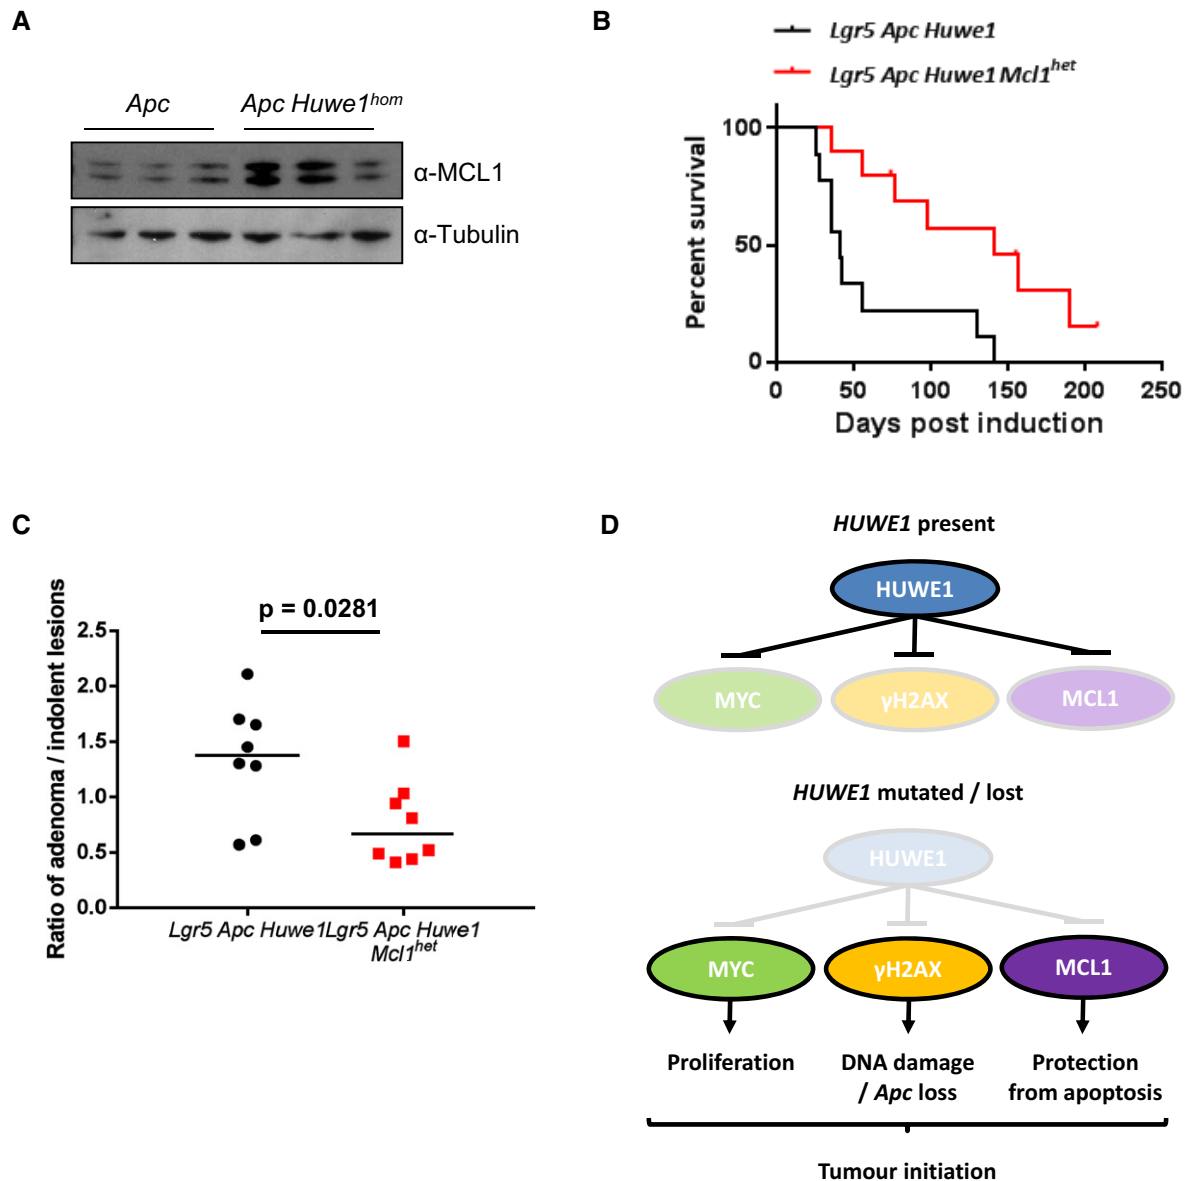 A
Apc
Apc Huwe1hom
α-MCL1
α-Tubulin
B
Lgr5 Apc Huwe1
Lgr5 Apc Huwe1 Mcl1het
Percent survival
100
50
0
0 50 100 150 200 250
Days post induction
C
p = 0.0281
Ratio of adenoma / indolent lesions
2.5
2.0
1.5
1.0
0.5
0.0
Lgr5 Apc Huwe1 Lgr5 Apc Huwe1
Mcl1het
D
HUWE1 present
HUWE1
MYC γH2AX MCL1
HUWE1 mutated / lost
HUWE1
MYC γH2AX MCL1
Proliferation DNA damage Protection
/ Apc loss from apoptosis
Tumour initiation